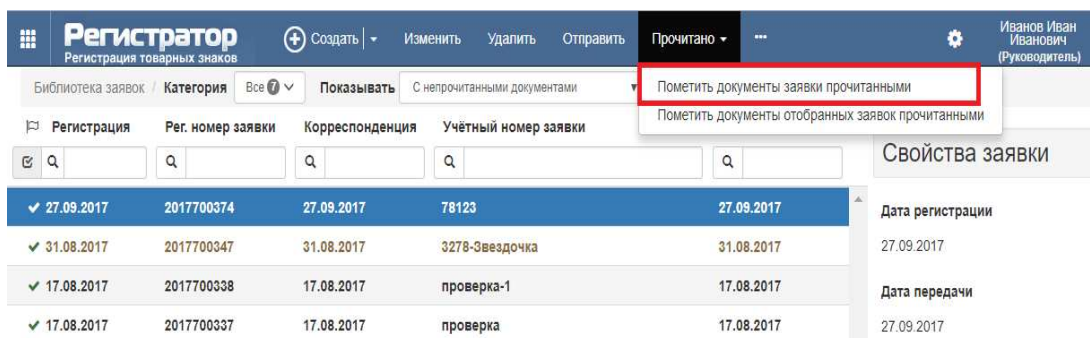 Регистратор
Регистрация товарных знаков
Создать
Изменить
Удалить
Отправить
Прочитано
Иванов Иван
Иванович
(Руководитель)
Библиотека заявок / Категория Все 7 Показывать С непрочитанными документами
Пометить документы заявки прочитанными
Пометить документы отобранных заявок прочитанными
Регистрация Рег. номер заявки Корреспонденция Учётный номер заявки
Свойства заявки
27.09.2017 2017700374 27.09.2017 78123 27.09.2017
31.08.2017 2017700347 31.08.2017 3278-Звездочка 31.08.2017
17.08.2017 2017700338 17.08.2017 проверка-1 17.08.2017
17.08.2017 2017700337 17.08.2017 проверка 17.08.2017
Дата регистрации
27.09.2017
Дата передачи
27.09.2017